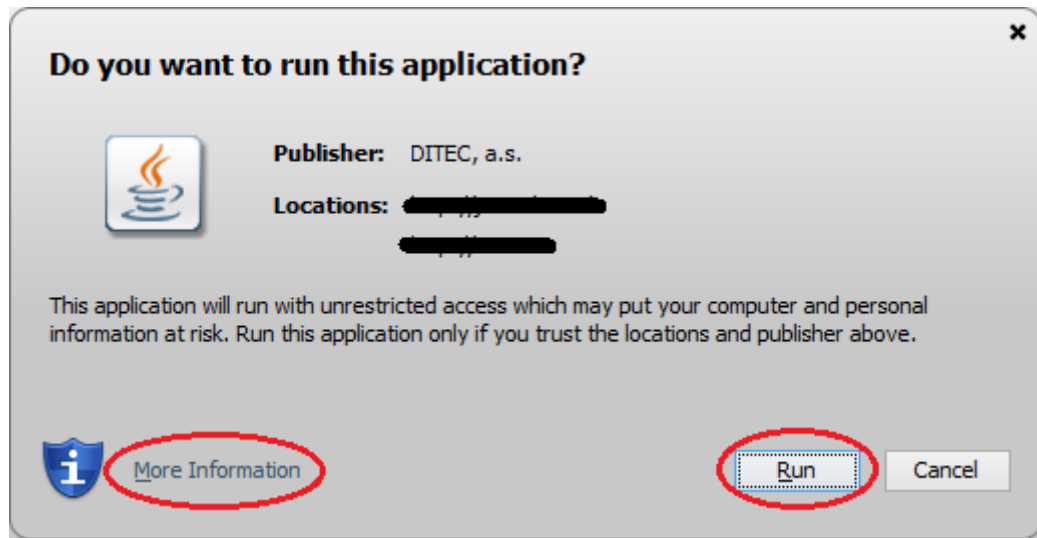 Do you want to run this application?
Publisher: DITEC, a.s.
Locations:
This application will run with unrestricted access which may put your computer and personal
information at risk. Run this application only if you trust the locations and publisher above.
More Information
Run
Cancel